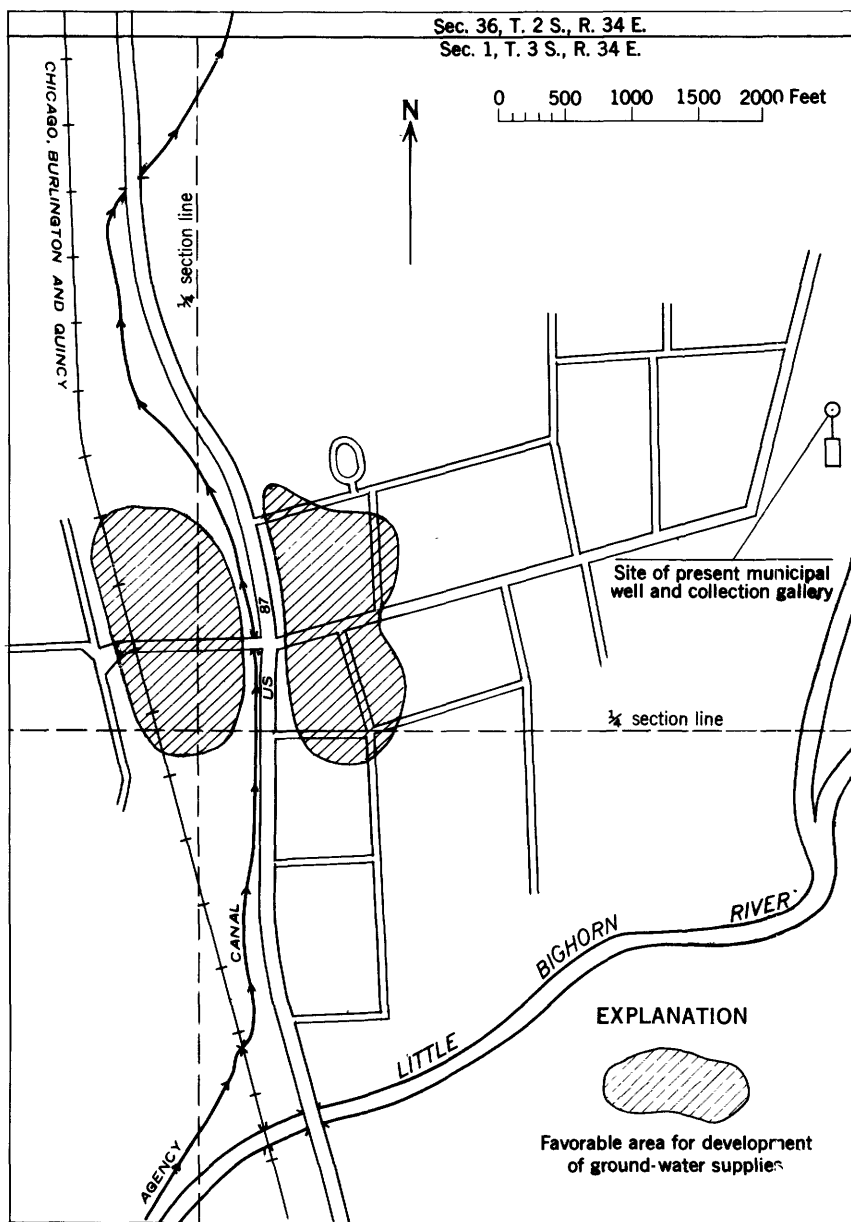 Sec. 36, T. 2 S., R. 34 E.
Sec. 1, T. 3 S., R. 34 E.
0 500 1000 1500 2000 Feet
N
CHICAGO, BURLINGTON AND QUINCY
¼ section line
Site of present municipal
well and collection gallery
US 87
¼ section line
CANAL
AGENCY
LITTLE BIGHORN RIVER
EXPLANATION
Favorable area for development
of ground-water supplies